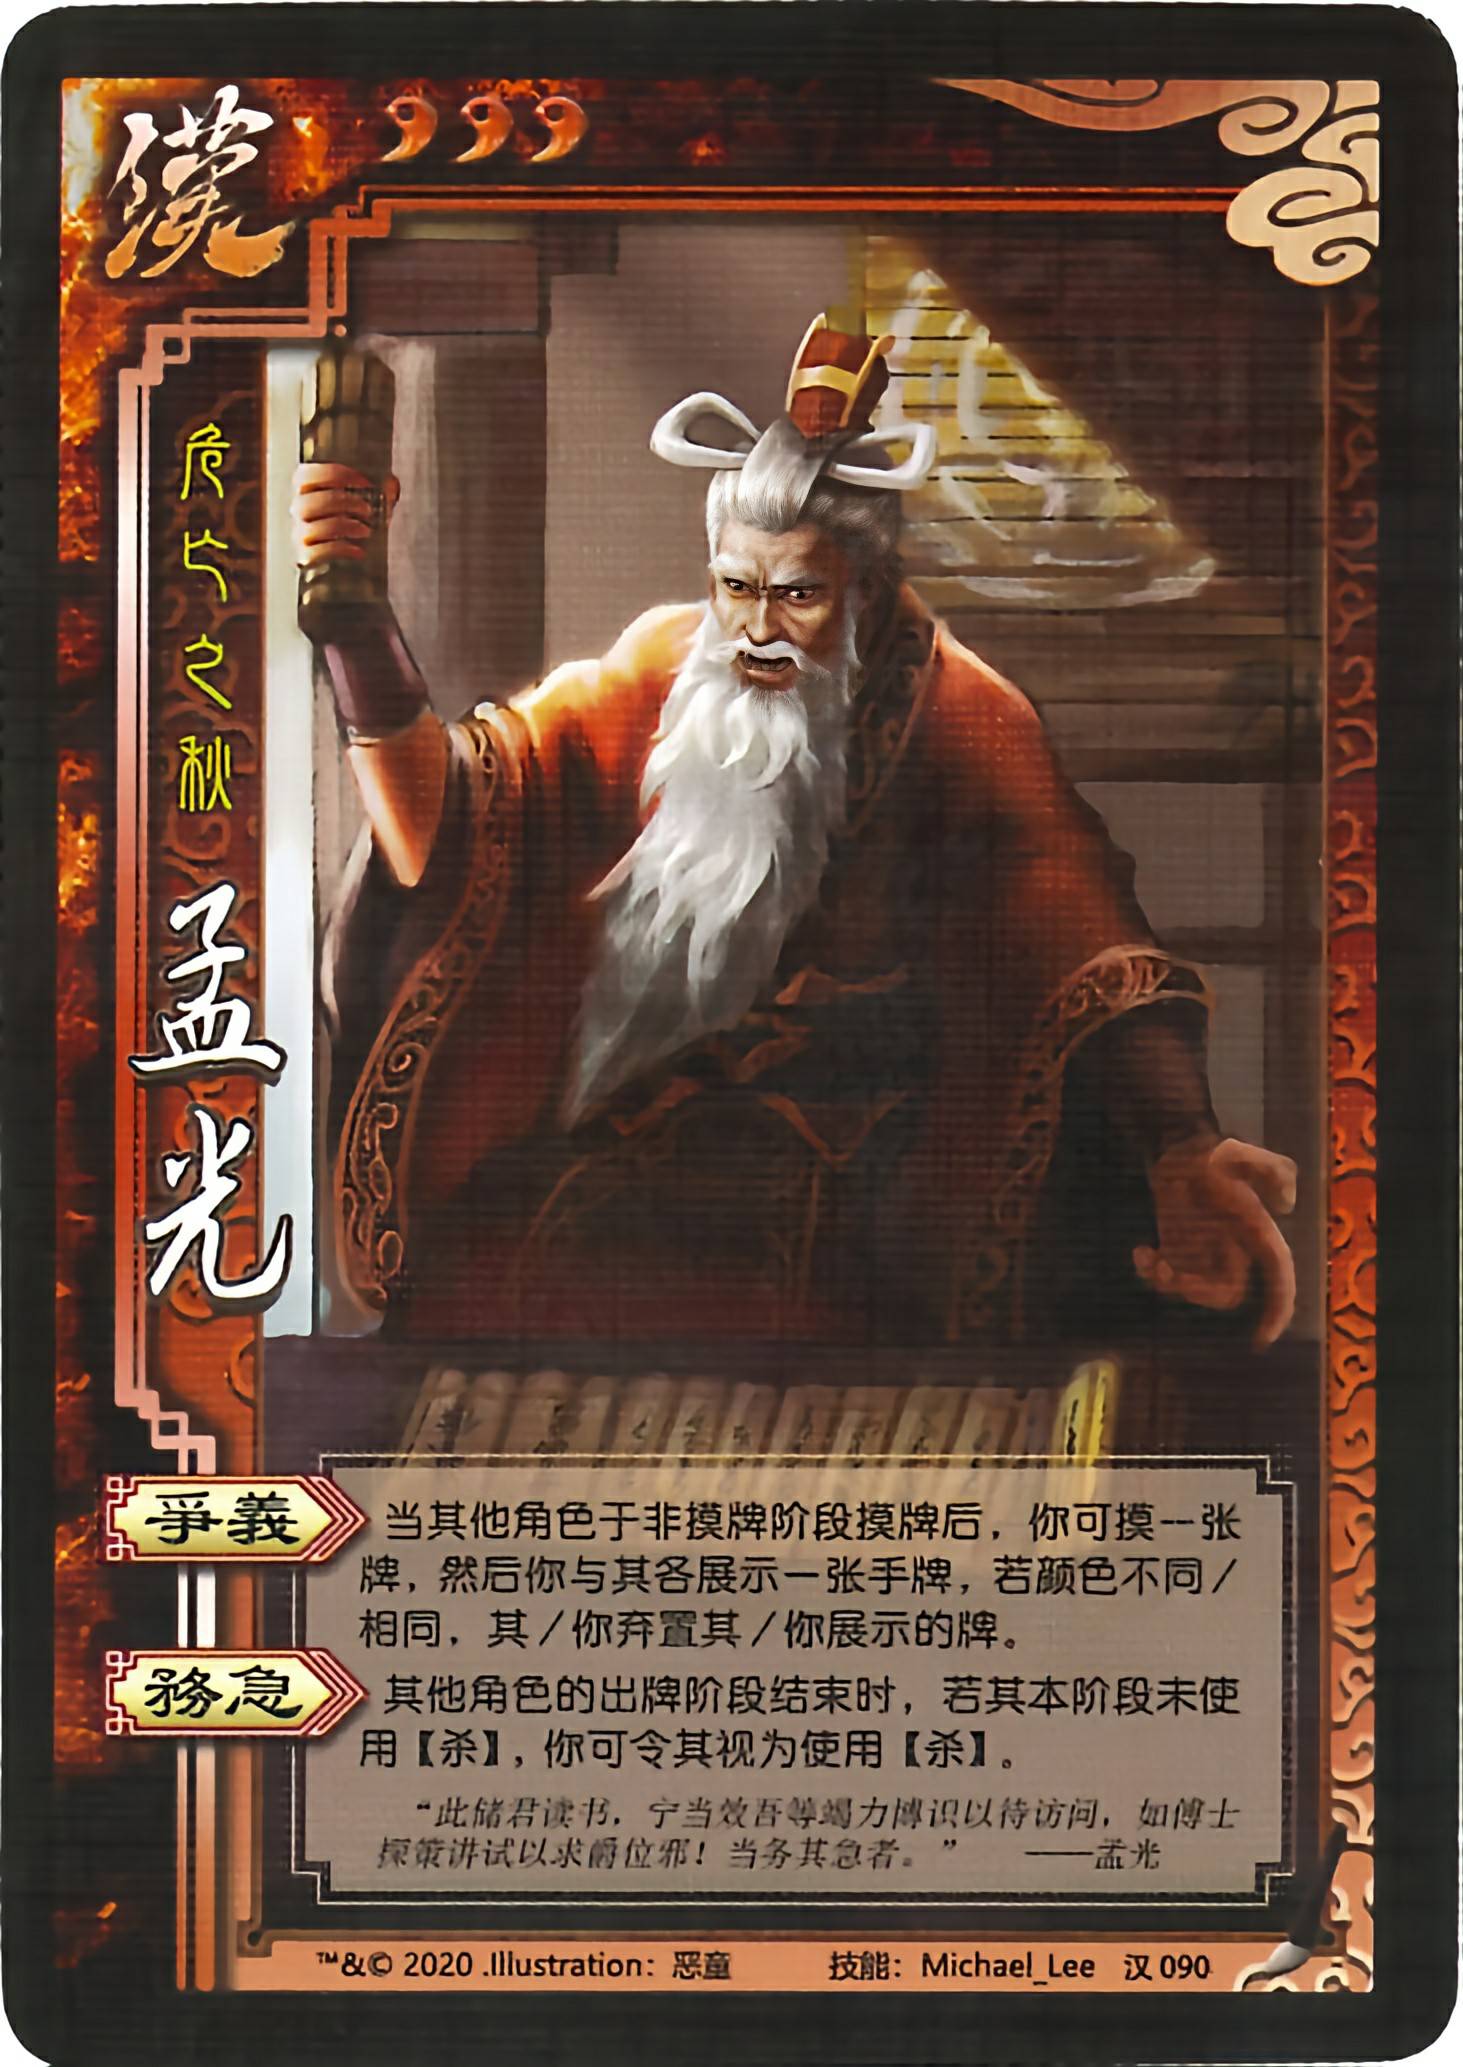 漢
危亡之秋
孟光
爭義
当其他角色于非摸牌阶段摸牌后，你可摸一张
牌，然后你与其各展示一张手牌，若颜色不同/
相同，其/你弃置其/你展示的牌。
務急
其他角色的出牌阶段结束时，若其本阶段未使
用【杀】，你可令其视为使用【杀】。
“此储君读书，宁当效吾等竭力博识以待访问，如博士
探策讲试以求爵位邪！当务其急者。” ——孟光
™&© 2020 .Illustration：恶童 技能：Michael_Lee 汉 090